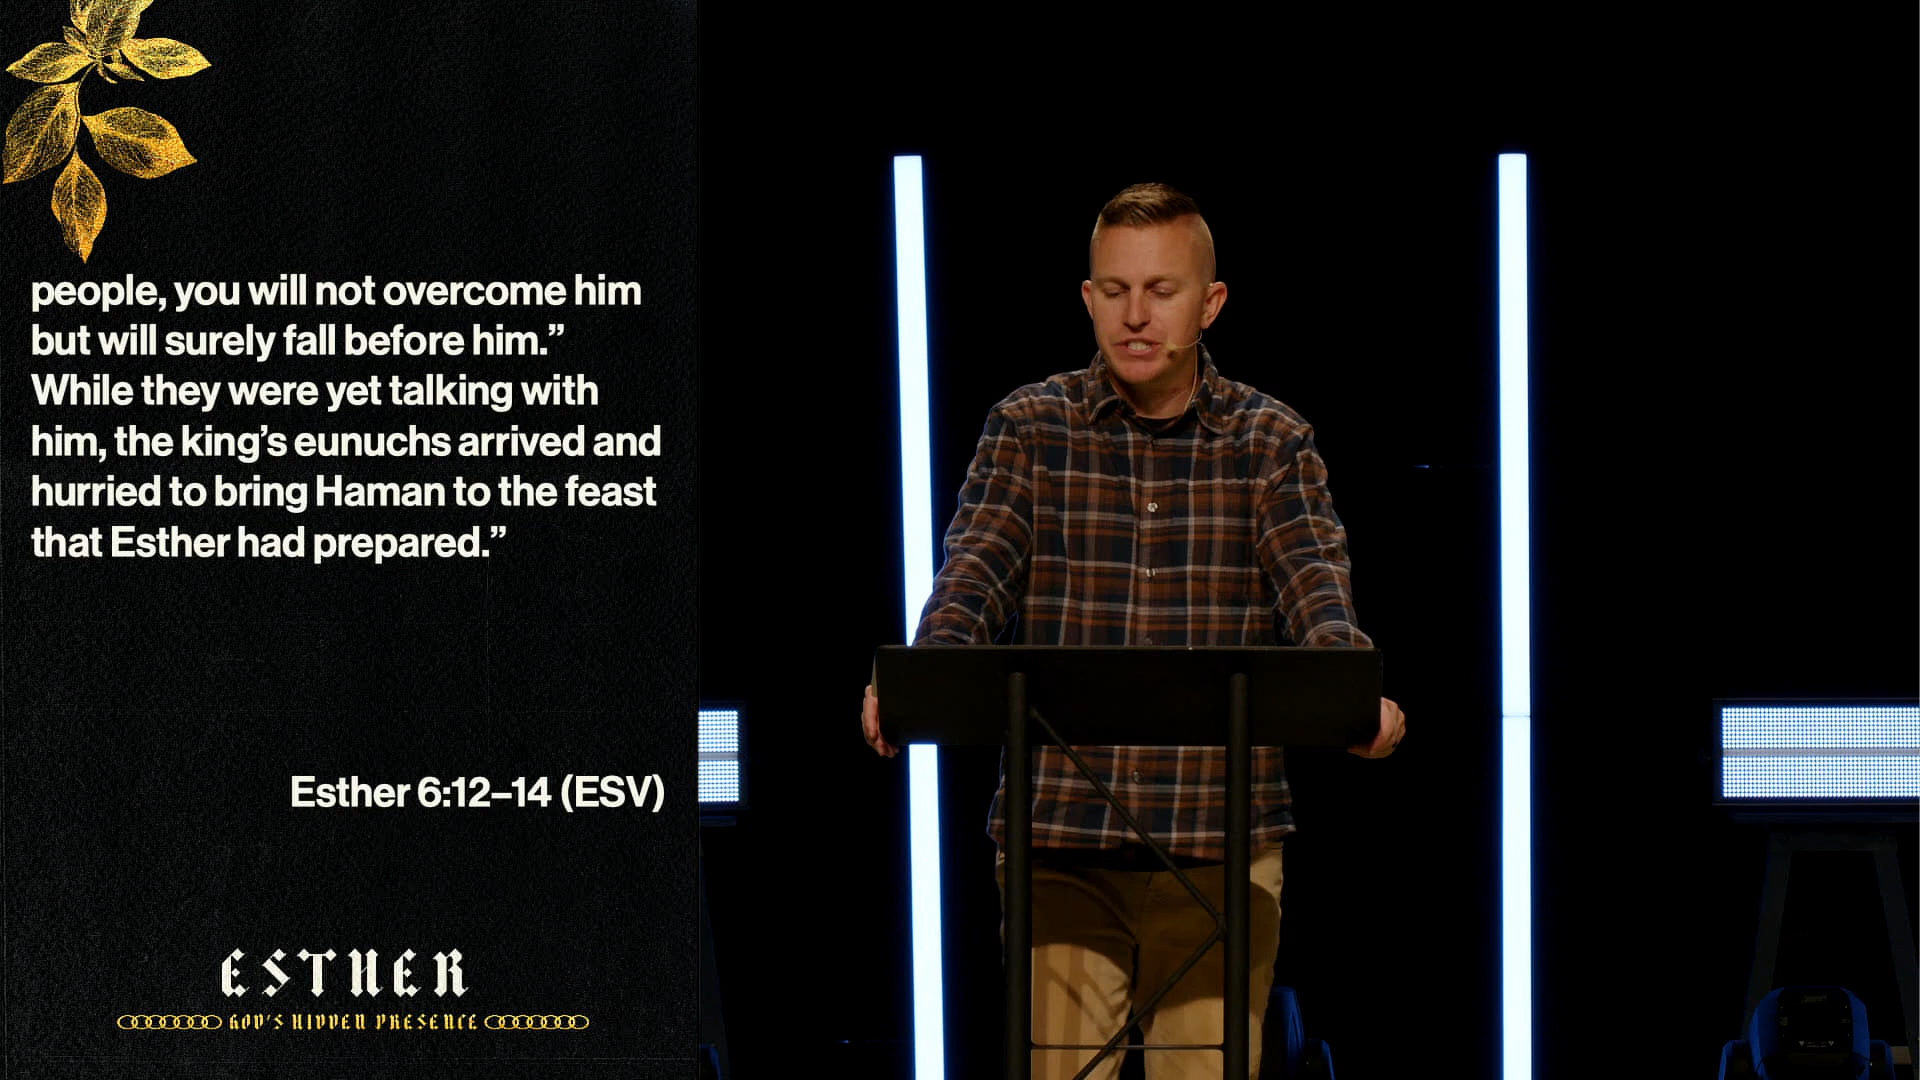 people, you will not overcome him
but will surely fall before him.”
While they were yet talking with
him, the king’s eunuchs arrived and
hurried to bring Haman to the feast
that Esther had prepared.”
Esther 6:12–14 (ESV)
ESTHER
GOD'S HIDDEN PRESENCE